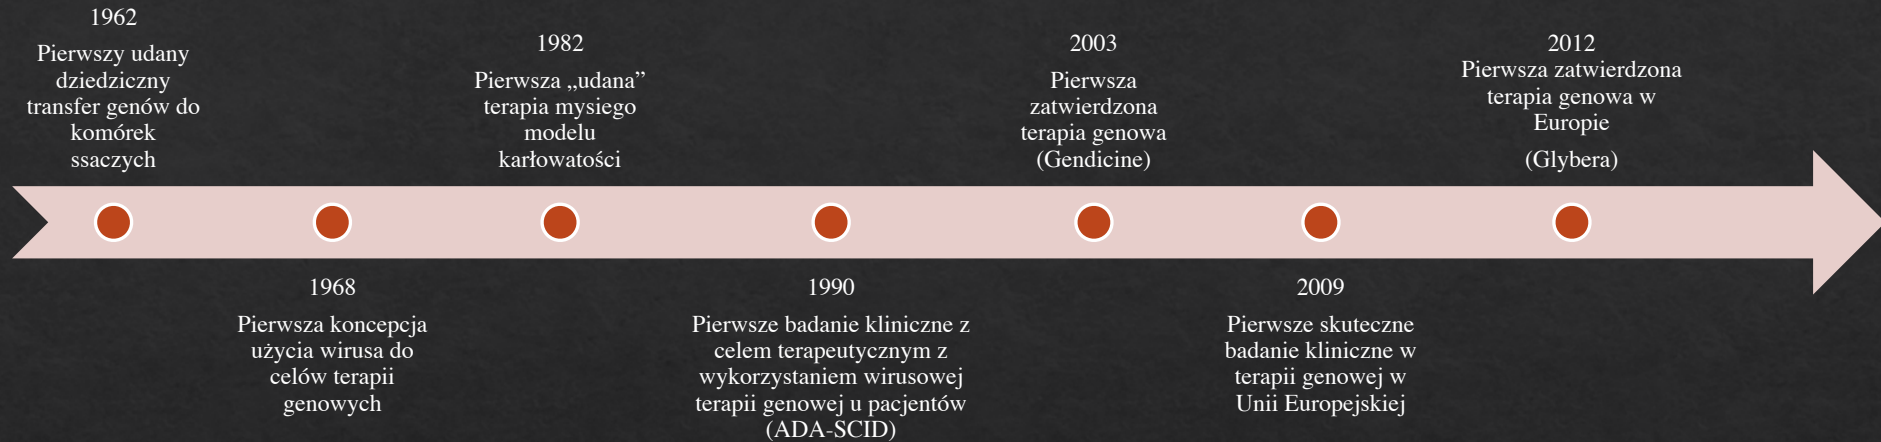 1962
Pierwszy udany
dziedziczny
transfer genów do
komórek
ssaczych
1968
Pierwsza koncepcja
użycia wirusa do
celów terapii
genowych
1982
Pierwsza „udana”
terapia mysiego
modelu
karłowatości
1990
Pierwsze badanie kliniczne z
celem terapeutycznym z
wykorzystaniem wirusowej
terapii genowej u pacjentów
(ADA-SCID)
2003
Pierwsza
zatwierdzona
terapia genowa
(Gendicine)
2009
Pierwsze skuteczne
badanie kliniczne w
terapii genowej w
Unii Europejskiej
2012
Pierwsza zatwierdzona
terapia genowa w
Europie
(Glybera)